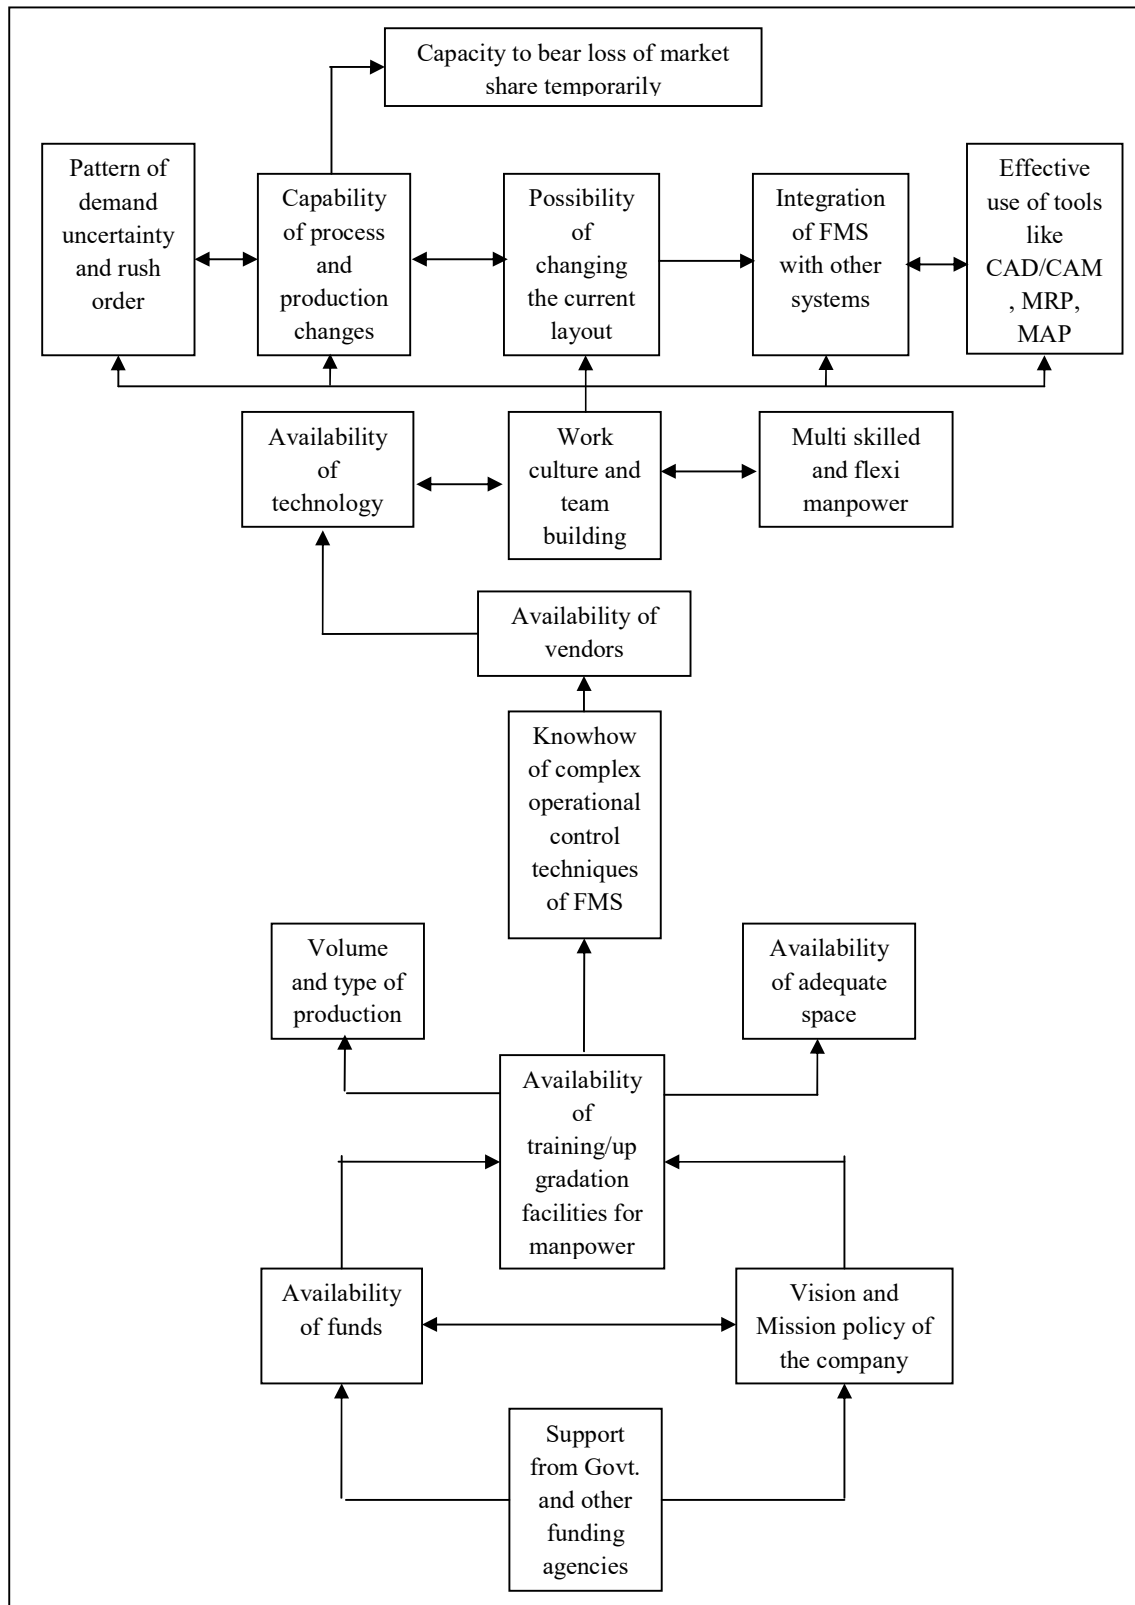 Capacity to bear loss of market
share temporarily
Pattern of
demand
uncertainty
and rush
order
Capability
of process
and
production
changes
Possibility
of
changing
the current
layout
Integration
of FMS
with other
systems
Effective
use of tools
like
CAD/CAM
, MRP,
MAP
Availability
of
technology
Work
culture and
team
building
Multi skilled
and flexi
manpower
Availability of
vendors
Knowhow
of complex
operational
control
techniques
of FMS
Volume
and type of
production
Availability
of adequate
space
Availability
of
training/up
gradation
facilities for
manpower
Availability
of funds
Vision and
Mission policy of
the company
Support
from Govt.
and other
funding
agencies